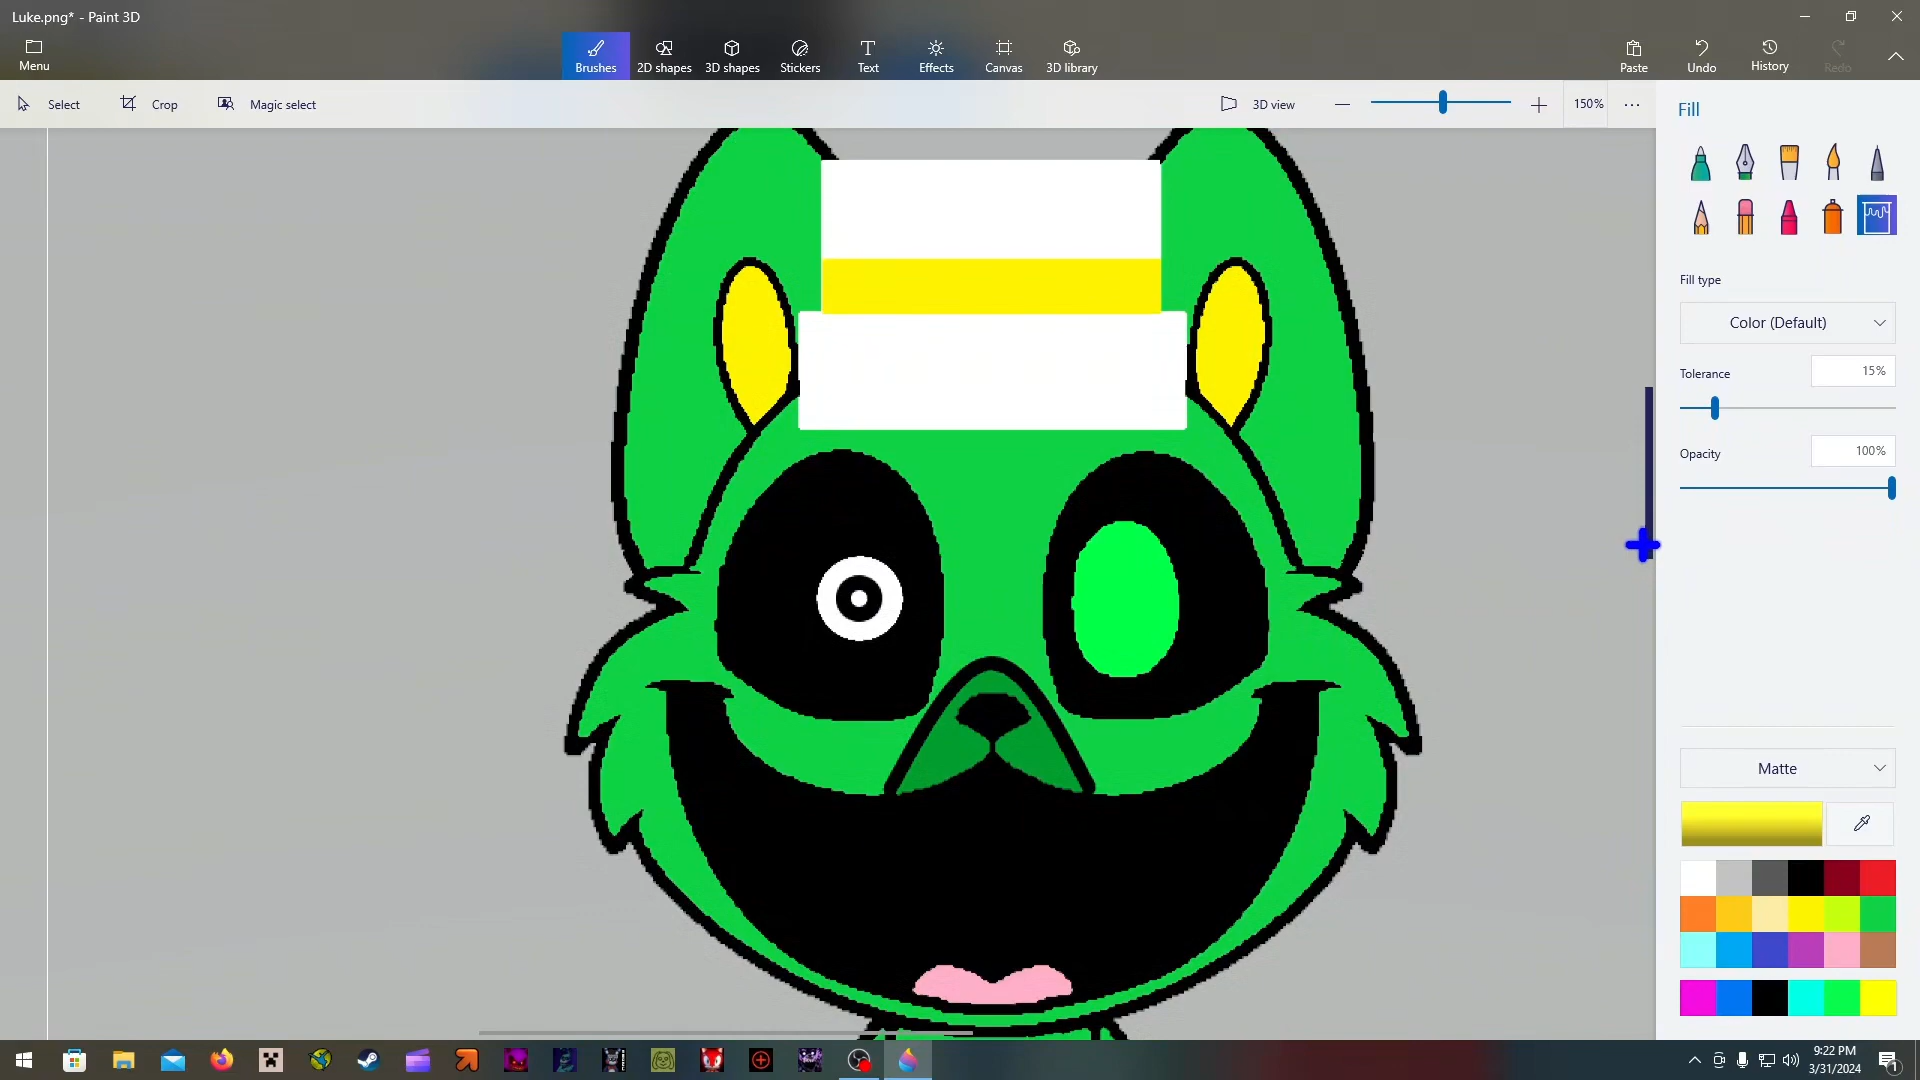 Luke.png* - Paint 3D
Menu
Brushes
2D shapes
3D shapes
Stickers
Text
Effects
Canvas
3D library
Paste
Undo
History
Redo
Select
Crop
Magic select
3D view
150%
Fill
Fill type
Color (Default)
Tolerance
15%
Opacity
100%
Matte
9:22 PM
3/31/2024
1